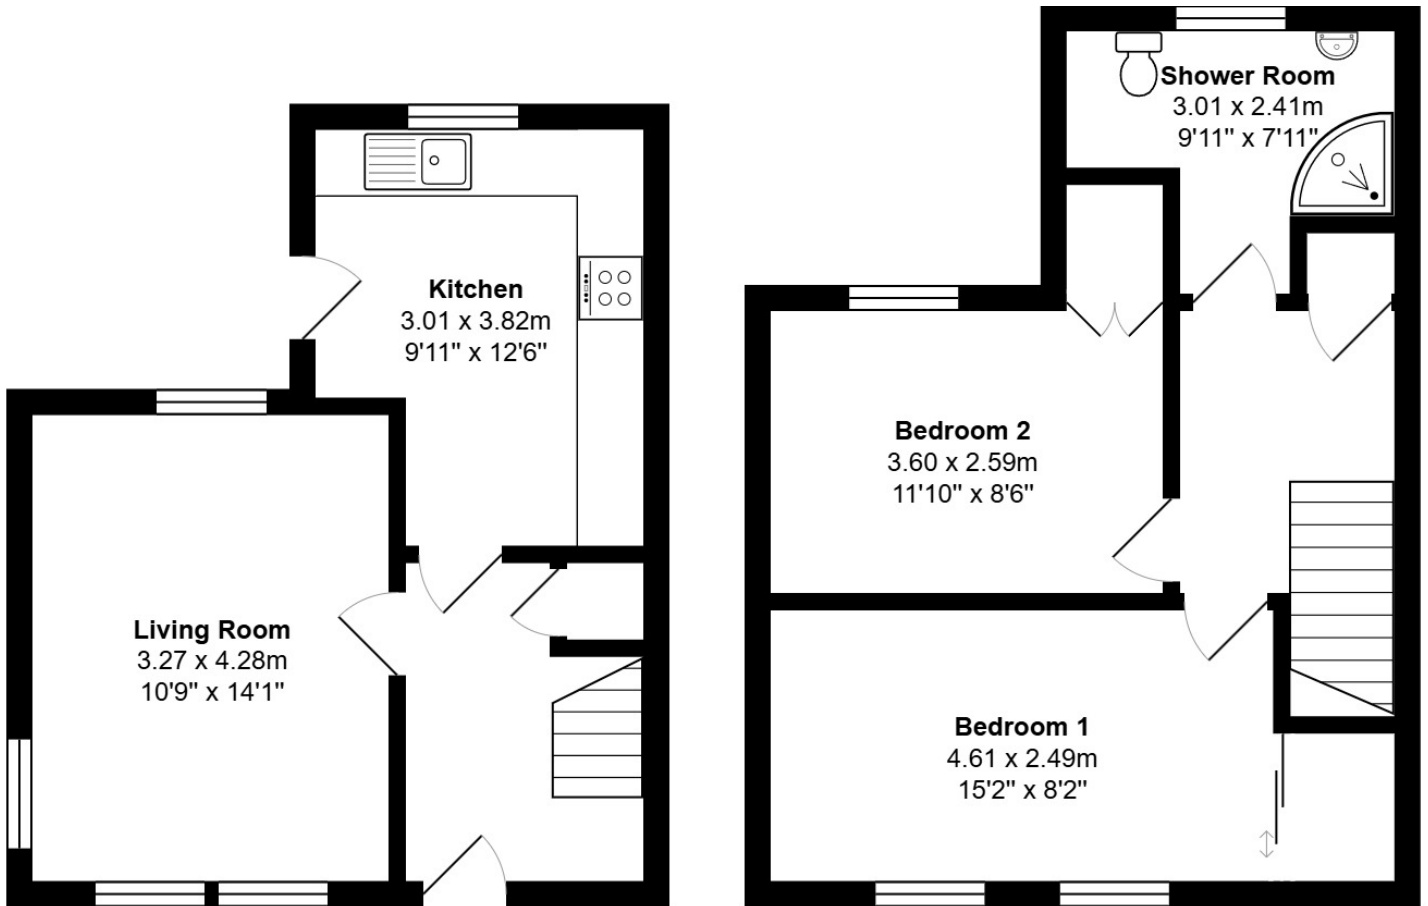 Kitchen
3.01 x 3.82m
9'11" x 12'6"
Living Room
3.27 x 4.28m
10'9" x 14'1"
Shower Room
3.01 x 2.41m
9'11" x 7'11"
Bedroom 2
3.60 x 2.59m
11'10" x 8'6"
Bedroom 1
4.61 x 2.49m
15'2" x 8'2"